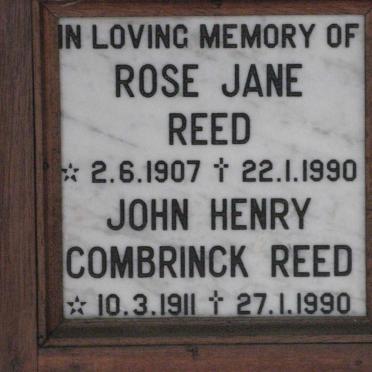 IN LOVING MEMORY OF
ROSE JANE
REED
☆ 2.6.1907 † 22.1.1990
JOHN HENRY
COMBRINCK REED
☆ 10.3.1911 † 27.1.1990